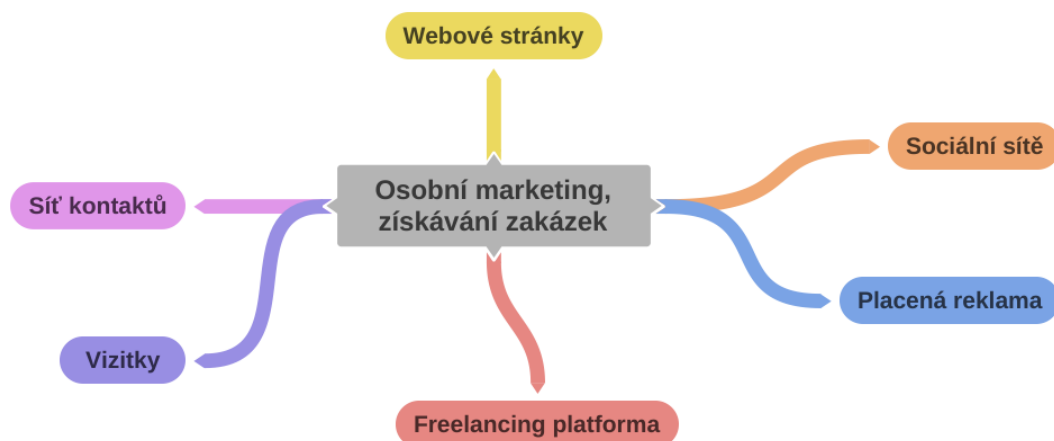 Webové stránky
Sociální sítě
Osobní marketing,
získávání zakázek
Síť kontaktů
Placená reklama
Vizitky
Freelancing platforma